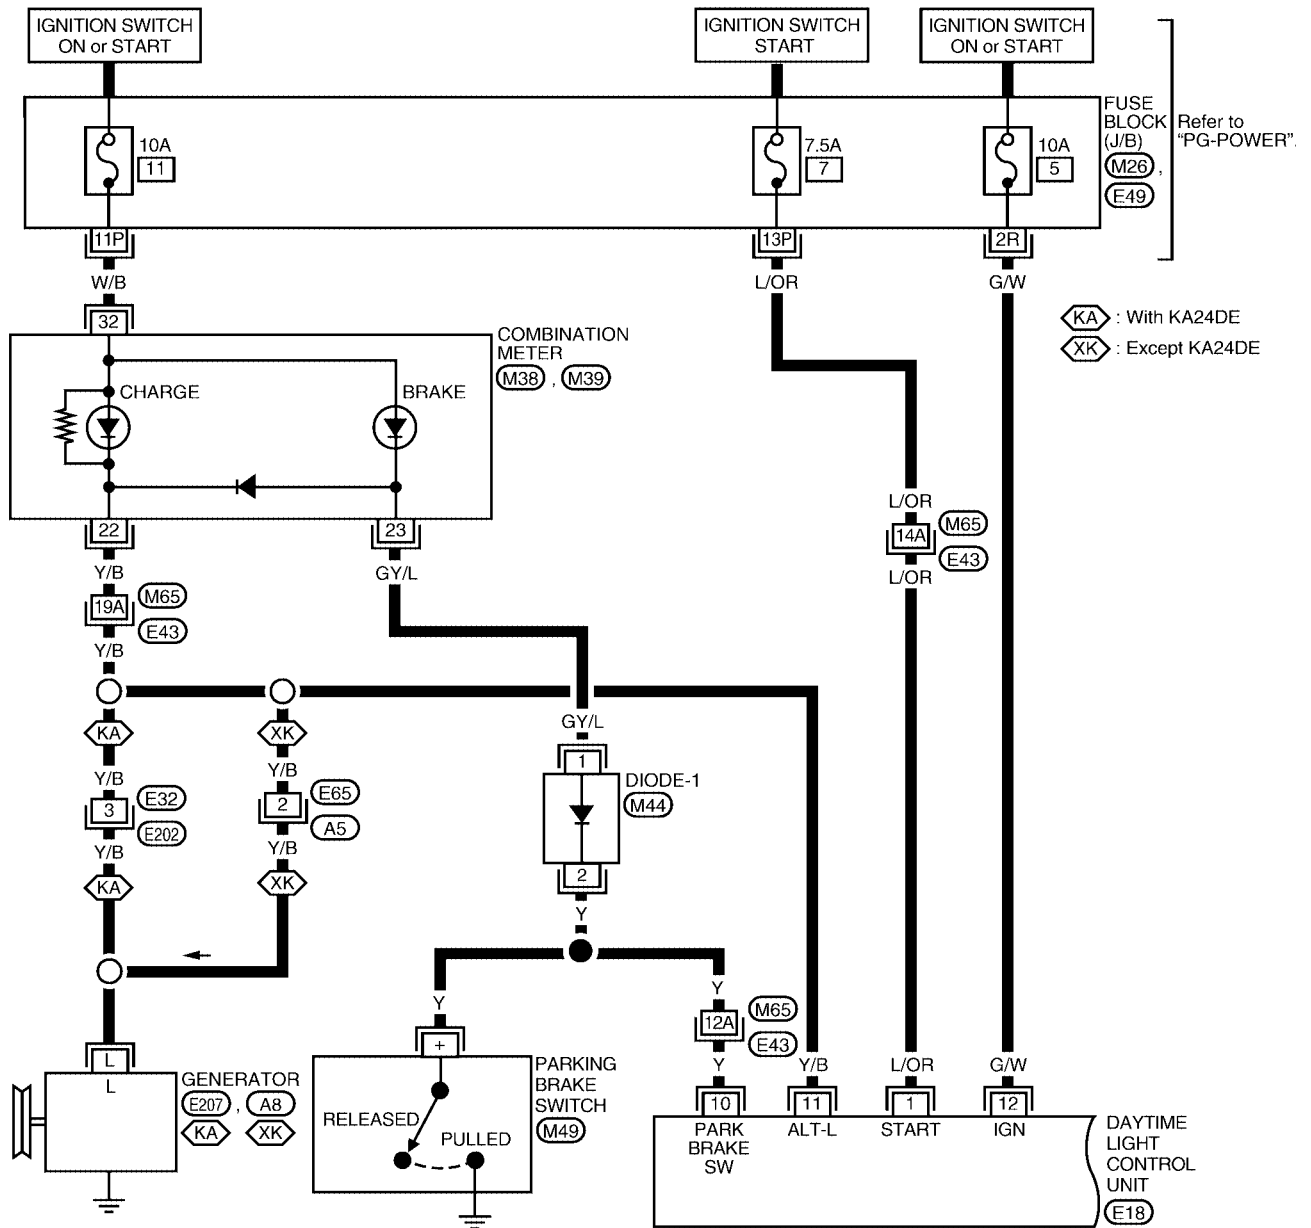 IGNITION SWITCH
ON or START
IGNITION SWITCH
START
IGNITION SWITCH
ON or START
FUSE
BLOCK
(J/B)
M26 ,
E49
Refer to
“PG-POWER”.
10A
11
7.5A
7
10A
5
11P
13P
2R
W/B
L/OR
G/W
32
KA : With KA24DE
XK : Except KA24DE
COMBINATION
METER
M38 , M39
CHARGE
BRAKE
22
23
Y/B
GY/L
L/OR
14A
M65
E43
L/OR
19A
M65
E43
Y/B
KA
XK
GY/L
Y/B
Y/B
1
DIODE-1
M44
3
E32
E202
2
E65
A5
Y/B
Y/B
KA
XK
2
Y
Y
Y
12A
M65
E43
Y
Y/B
L/OR
G/W
L
L
GENERATOR
E207 , A8
KA
XK
+
PARKING
BRAKE
SWITCH
M49
RELEASED
PULLED
10
11
1
12
PARK
BRAKE
SW
ALT-L
START
IGN
DAYTIME
LIGHT
CONTROL
UNIT
E18